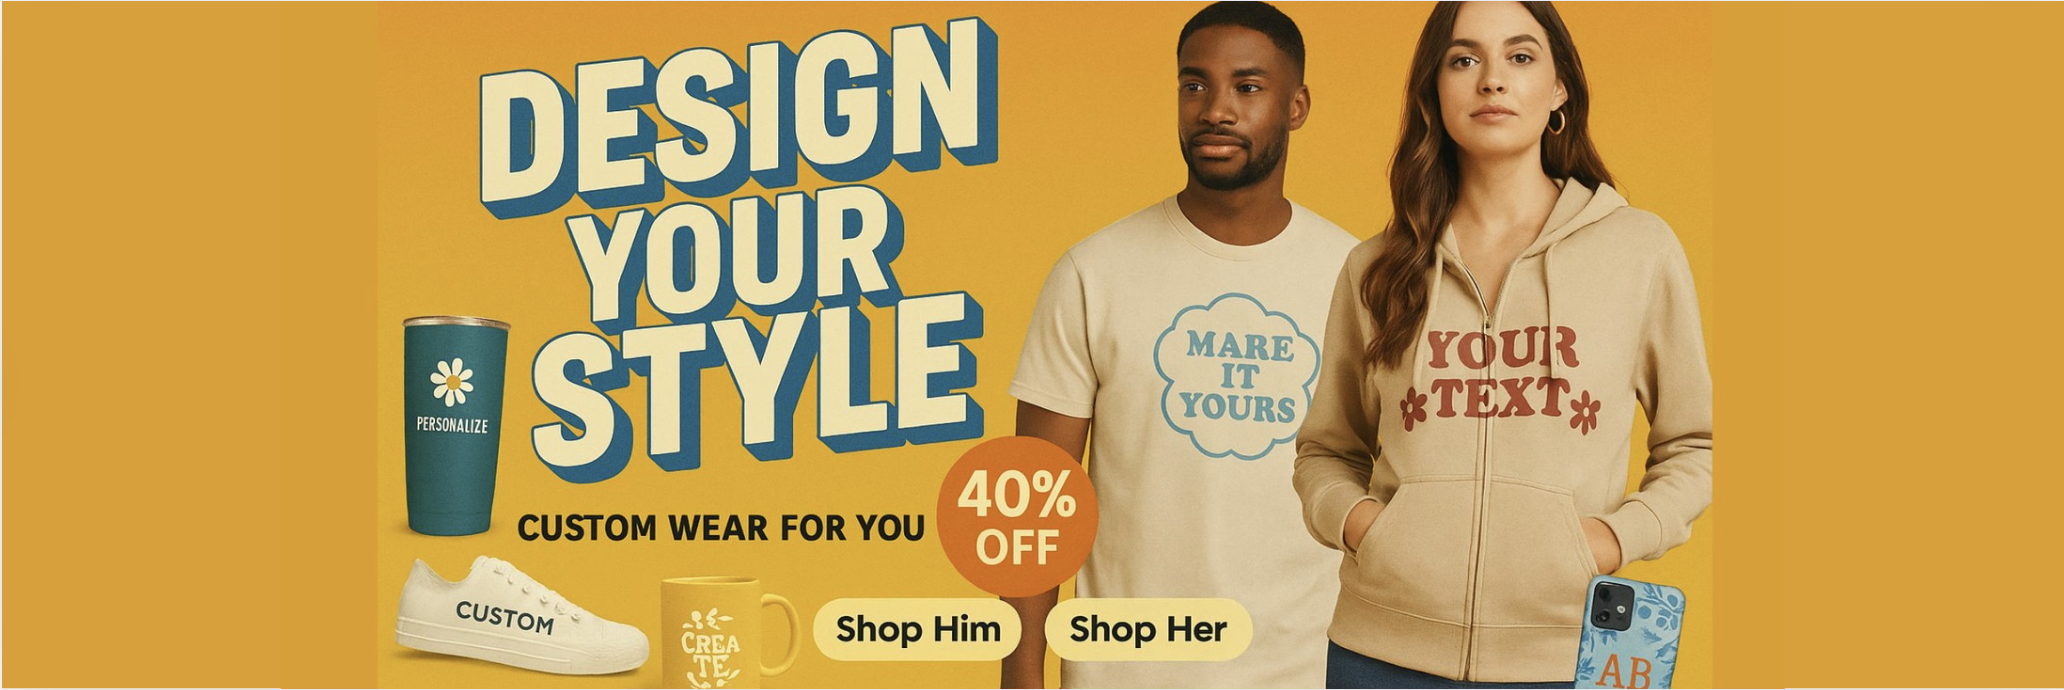 DESIGN
YOUR
STYLE
PERSONALIZE
CUSTOM WEAR FOR YOU
40%
OFF
MARE
IT
YOURS
YOUR
TEXT
CUSTOM
CREA
TE
Shop Him
Shop Her
AB